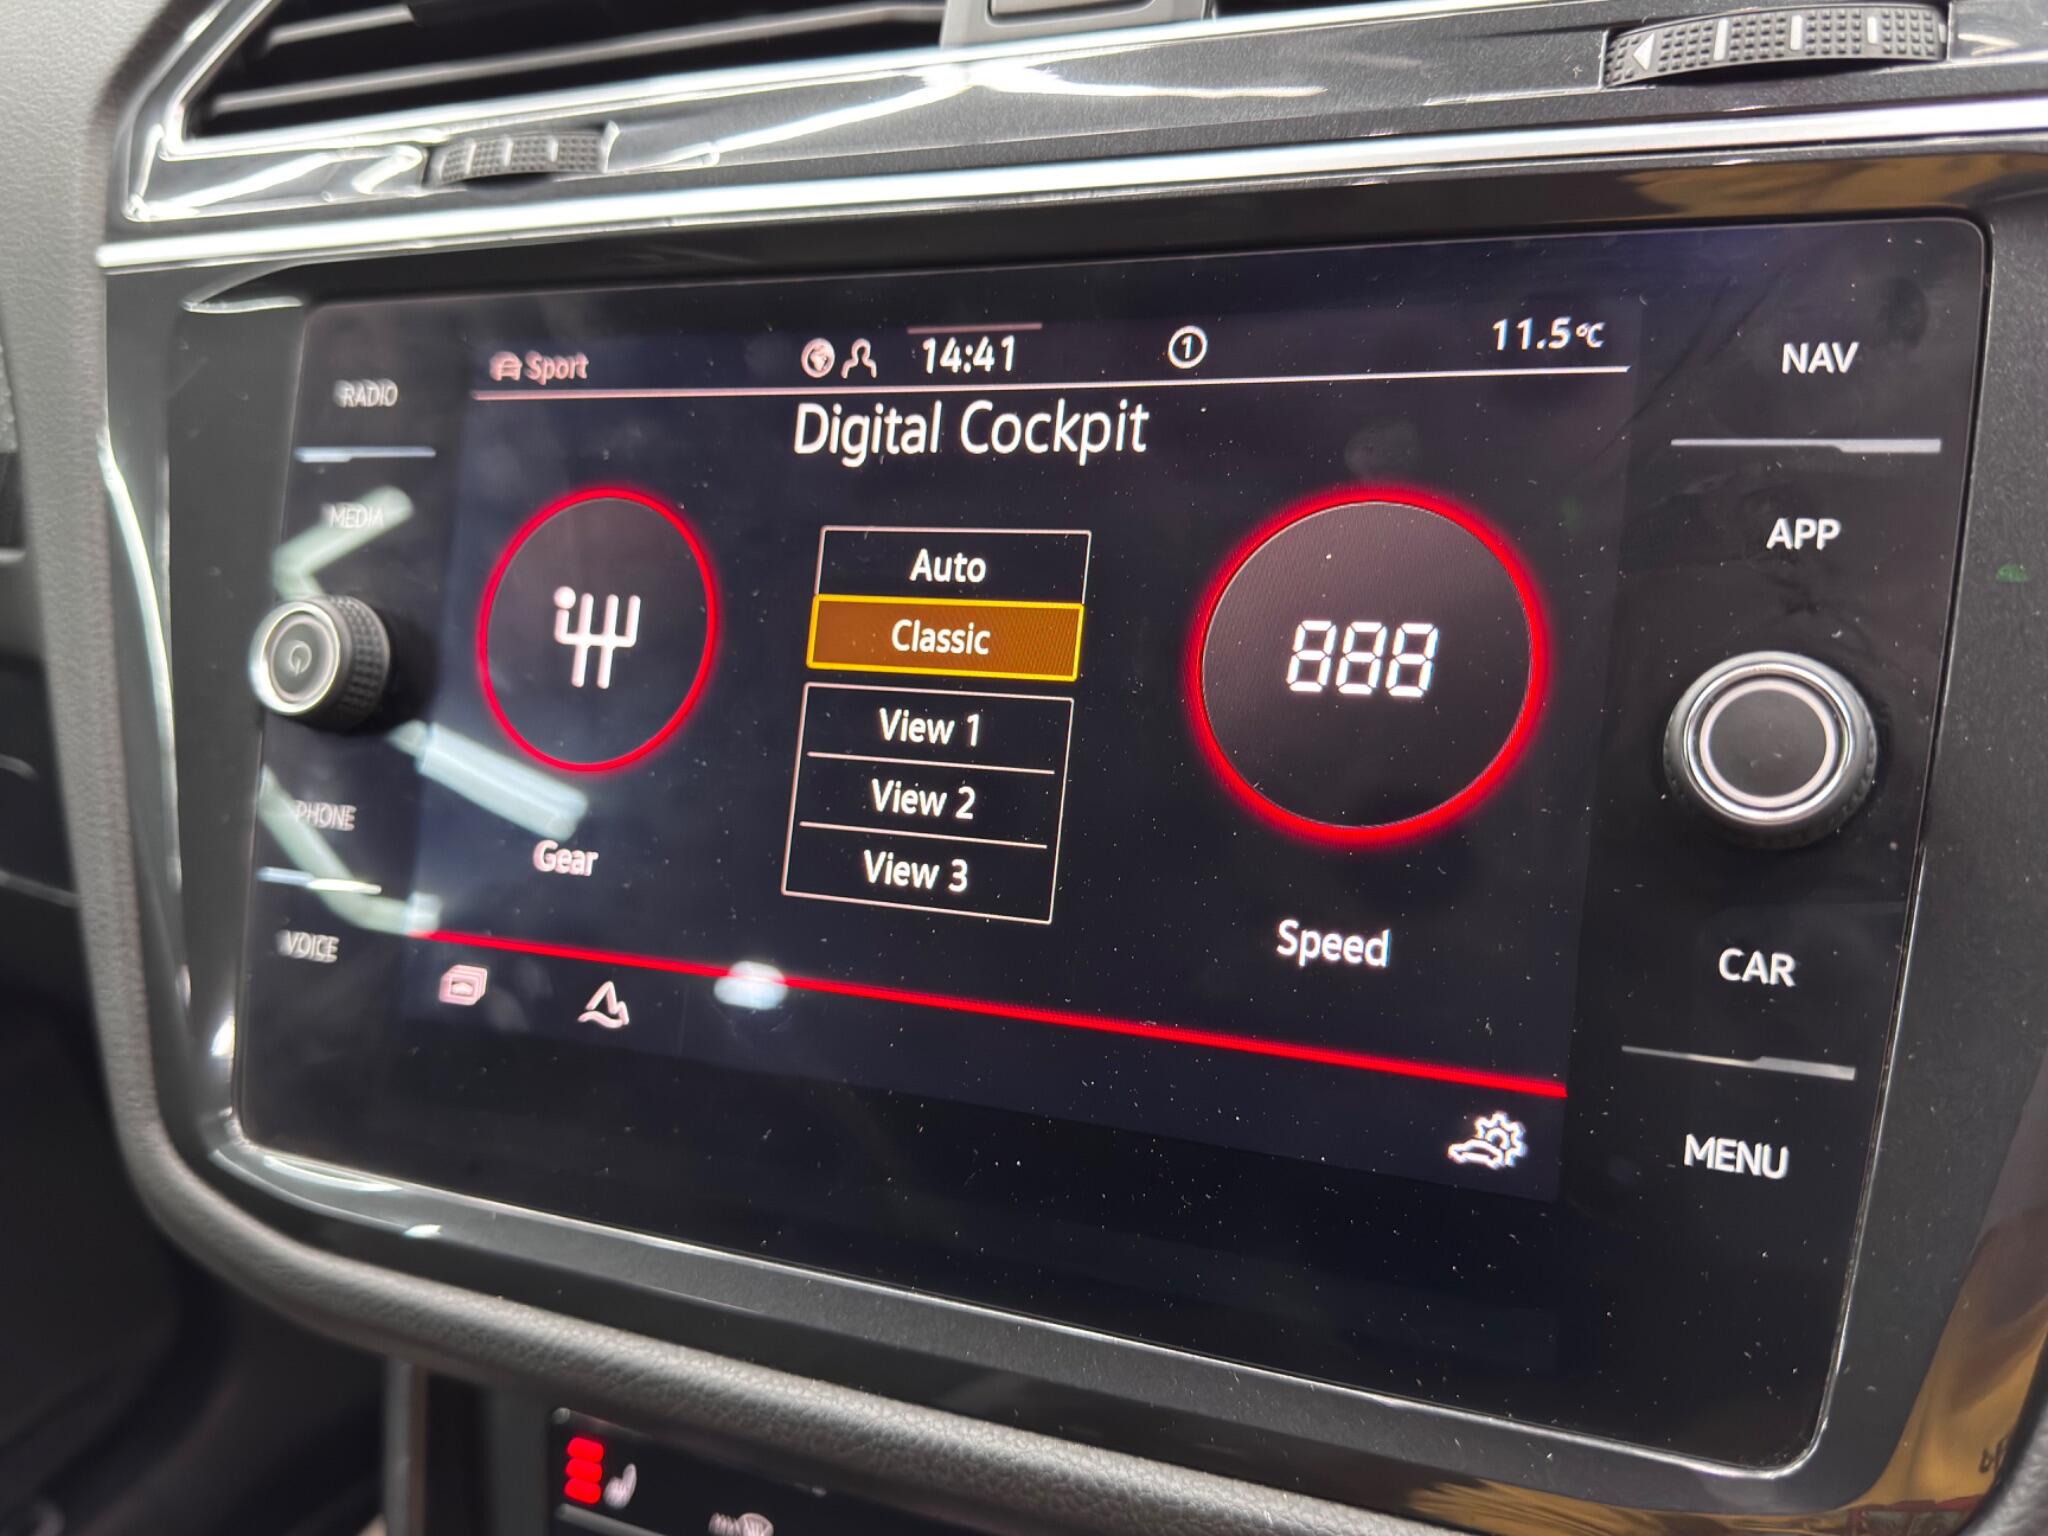 Sport 14:41 1 11.5°C
Digital Cockpit
RADIO
MEDIA
PHONE
VOICE
Auto
Classic
View 1
View 2
View 3
Gear
888
Speed
NAV
APP
CAR
MENU